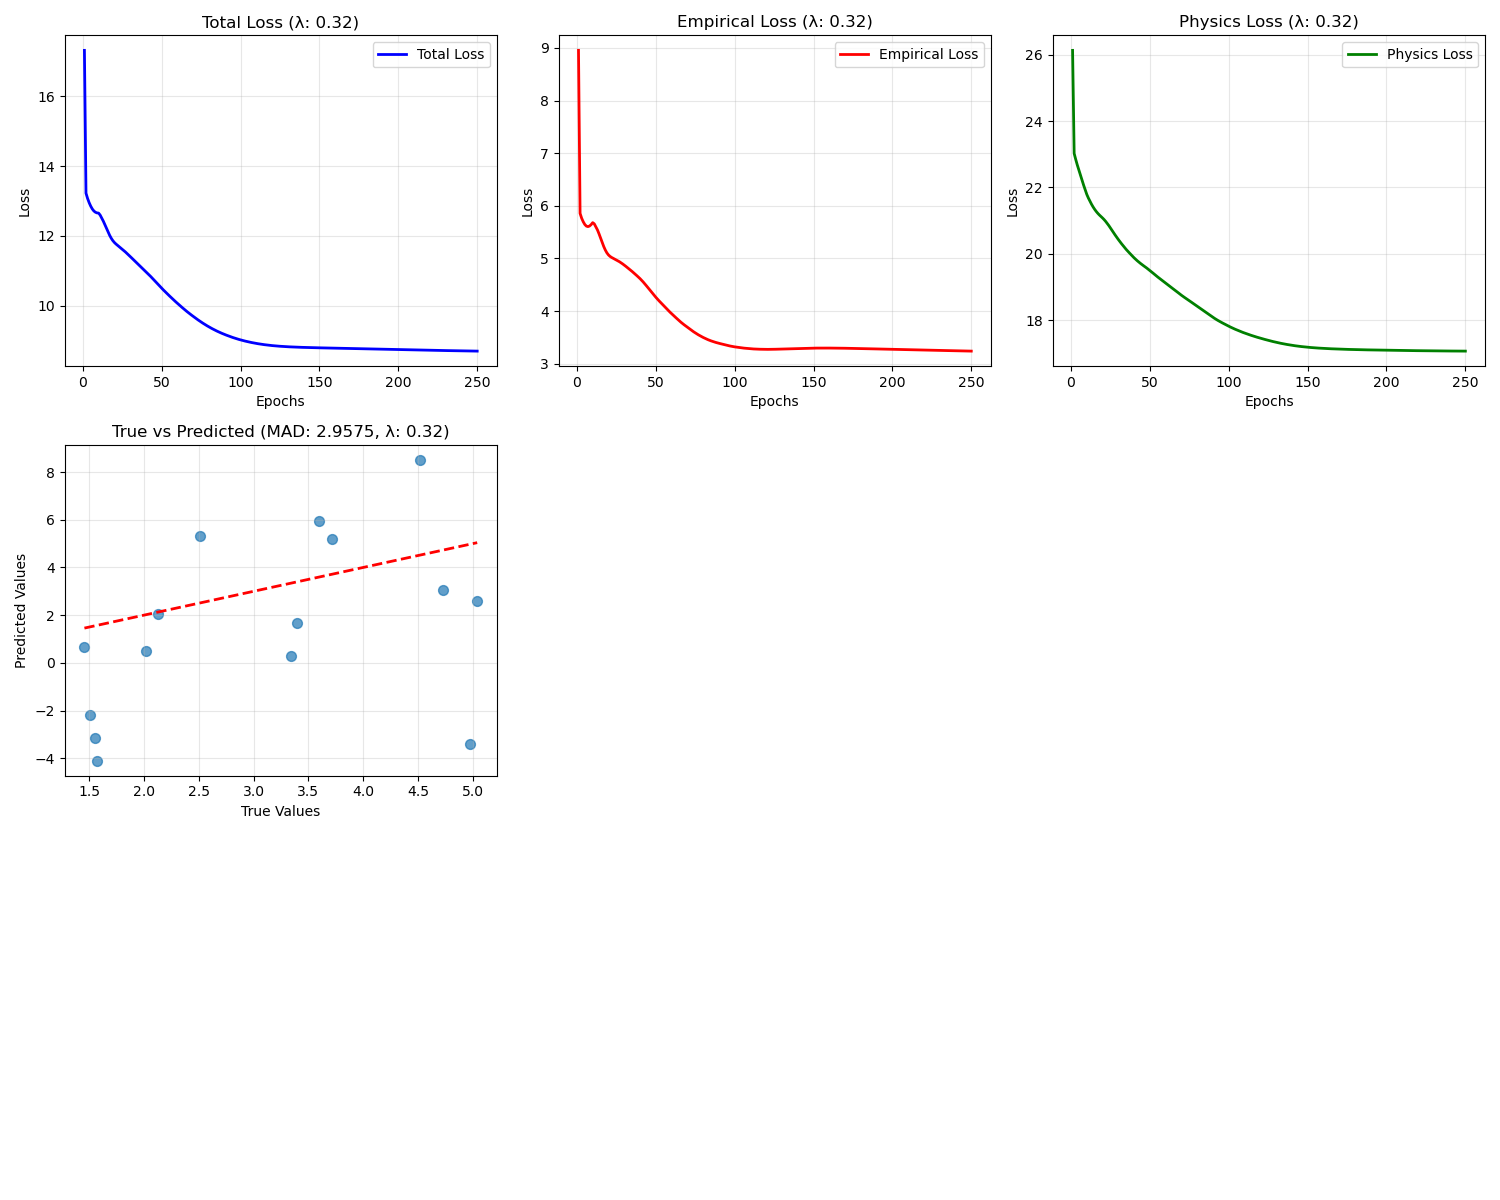 Total Loss (λ: 0.32)
Total Loss
Loss
16
14
12
10
0 50 100 150 200 250
Epochs
Empirical Loss (λ: 0.32)
Empirical Loss
Loss
9
8
7
6
5
4
3
0 50 100 150 200 250
Epochs
Physics Loss (λ: 0.32)
Physics Loss
Loss
26
24
22
20
18
0 50 100 150 200 250
Epochs
True vs Predicted (MAD: 2.9575, λ: 0.32)
Predicted Values
8
6
4
2
0
−2
−4
1.5 2.0 2.5 3.0 3.5 4.0 4.5 5.0
True Values